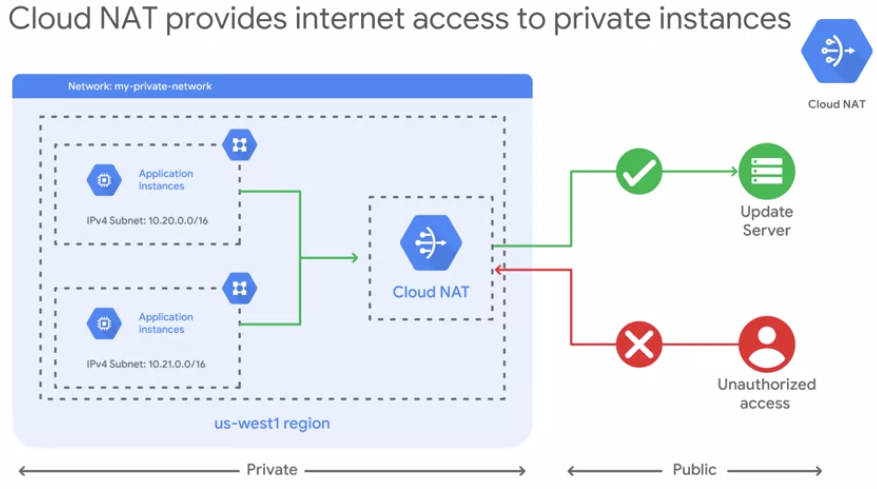 Cloud NAT provides internet access to private instances
Cloud NAT
Network: my-private-network
Application
instances
IPv4 Subnet: 10.20.0.0/16
Application
instances
IPv4 Subnet: 10.21.0.0/16
Cloud NAT
us-west1 region
Update
Server
Unauthorized
access
Private
Public